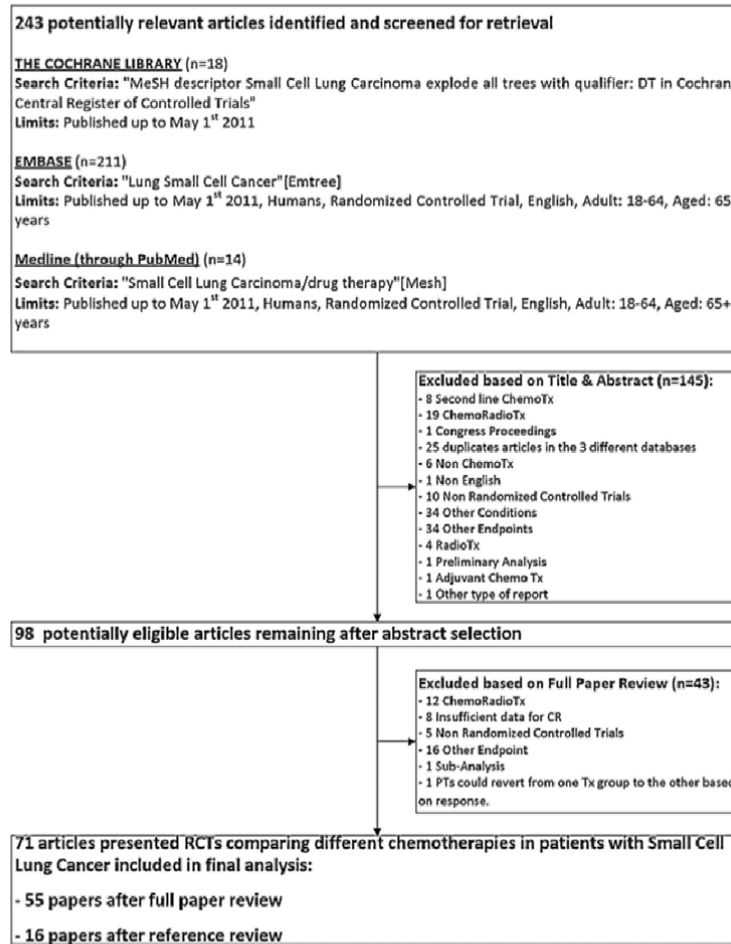 243 potentially relevant articles identified and screened for retrieval
THE COCHRANE LIBRARY (n=18)
Search Criteria: "MeSH descriptor Small Cell Lung Carcinoma explode all trees with qualifier: DT in Cochran
Central Register of Controlled Trials"
Limits: Published up to May 1st 2011
EMBASE (n=211)
Search Criteria: "Lung Small Cell Cancer"[Emtree]
Limits: Published up to May 1st 2011, Humans, Randomized Controlled Trial, English, Adult: 18-64, Aged: 65
years
Medline (through PubMed) (n=14)
Search Criteria: "Small Cell Lung Carcinoma/drug therapy"[Mesh]
Limits: Published up to May 1st 2011, Humans, Randomized Controlled Trial, English, Adult: 18-64, Aged: 65+
years
Excluded based on Title & Abstract (n=145):
- 8 Second line ChemoTx
- 19 ChemoRadioTx
- 1 Congress Proceedings
- 25 duplicates articles in the 3 different databases
- 6 Non ChemoTx
- 1 Non English
- 10 Non Randomized Controlled Trials
- 34 Other Conditions
- 34 Other Endpoints
- 4 RadioTx
- 1 Preliminary Analysis
- 1 Adjuvant Chemo Tx
- 1 Other type of report
98 potentially eligible articles remaining after abstract selection
Excluded based on Full Paper Review (n=43):
- 12 ChemoRadioTx
- 8 Insufficient data for CR
- 5 Non Randomized Controlled Trials
- 16 Other Endpoint
- 1 Sub-Analysis
- 1 PTs could revert from one Tx group to the other based
on response.
71 articles presented RCTs comparing different chemotherapies in patients with Small Cell
Lung Cancer included in final analysis:
- 55 papers after full paper review
- 16 papers after reference review